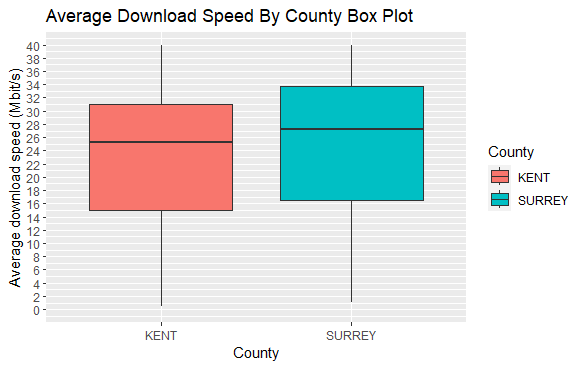 Average Download Speed By County Box Plot
Average download speed (Mbit/s)
40
38
36
34
32
30
28
26
24
22
20
18
16
14
12
10
8
6
4
2
0
KENT
SURREY
County
County
KENT
SURREY